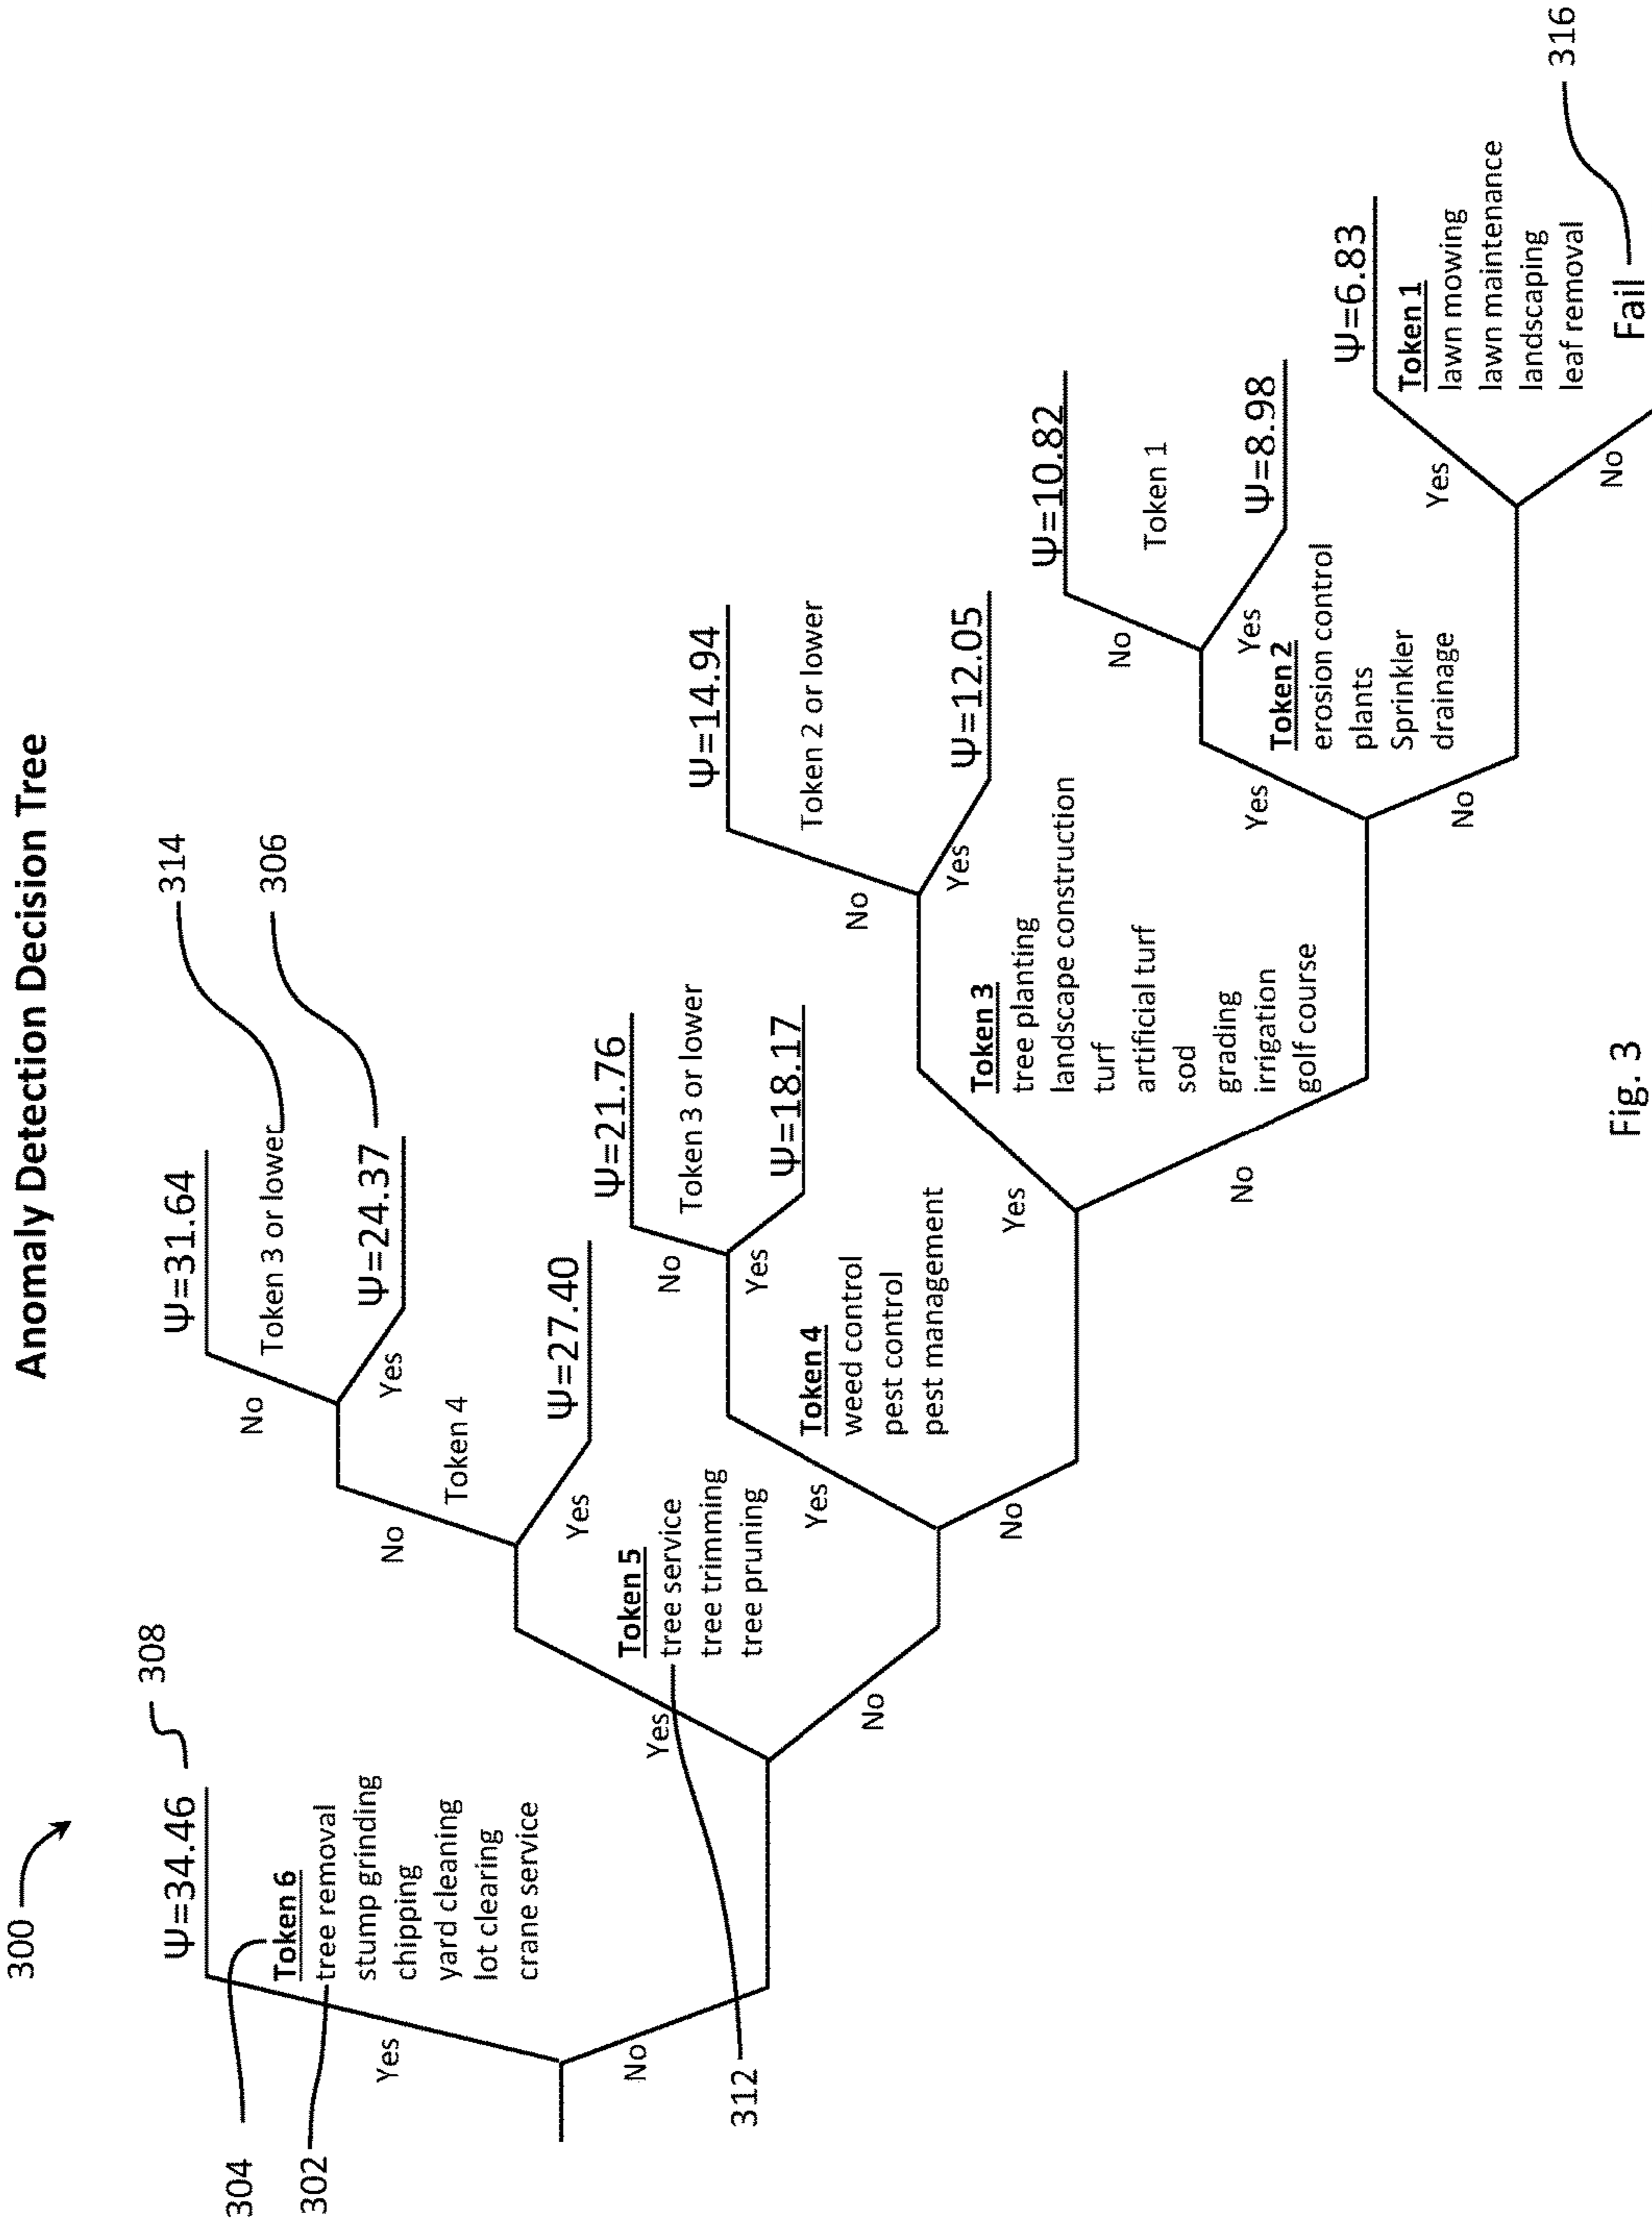 Anomaly Detection Decision Tree
300
304
302
312
Yes
No
Ψ=34.46
308
Token 6
tree removal
stump grinding
chipping
yard cleaning
lot clearing
crane service
Yes
No
Token 5
tree service
tree trimming
tree pruning
No
Yes
Token 4
Ψ=27.40
No
Yes
Ψ=31.64
Token 3 or lower
Ψ=24.37
314
306
Yes
No
Token 4
weed control
pest control
pest management
No
Yes
Ψ=21.76
Token 3 or lower
Ψ=18.17
Yes
No
Token 3
tree planting
landscape construction
turf
artificial turf
sod
grading
irrigation
golf course
No
Yes
Ψ=14.94
Token 2 or lower
Ψ=12.05
Yes
No
Token 2
erosion control
plants
Sprinkler
drainage
No
Yes
Ψ=10.82
Token 1
Ψ=8.98
Yes
No
Ψ=6.83
Token 1
lawn mowing
lawn maintenance
landscaping
leaf removal
Fail
316
Fig. 3